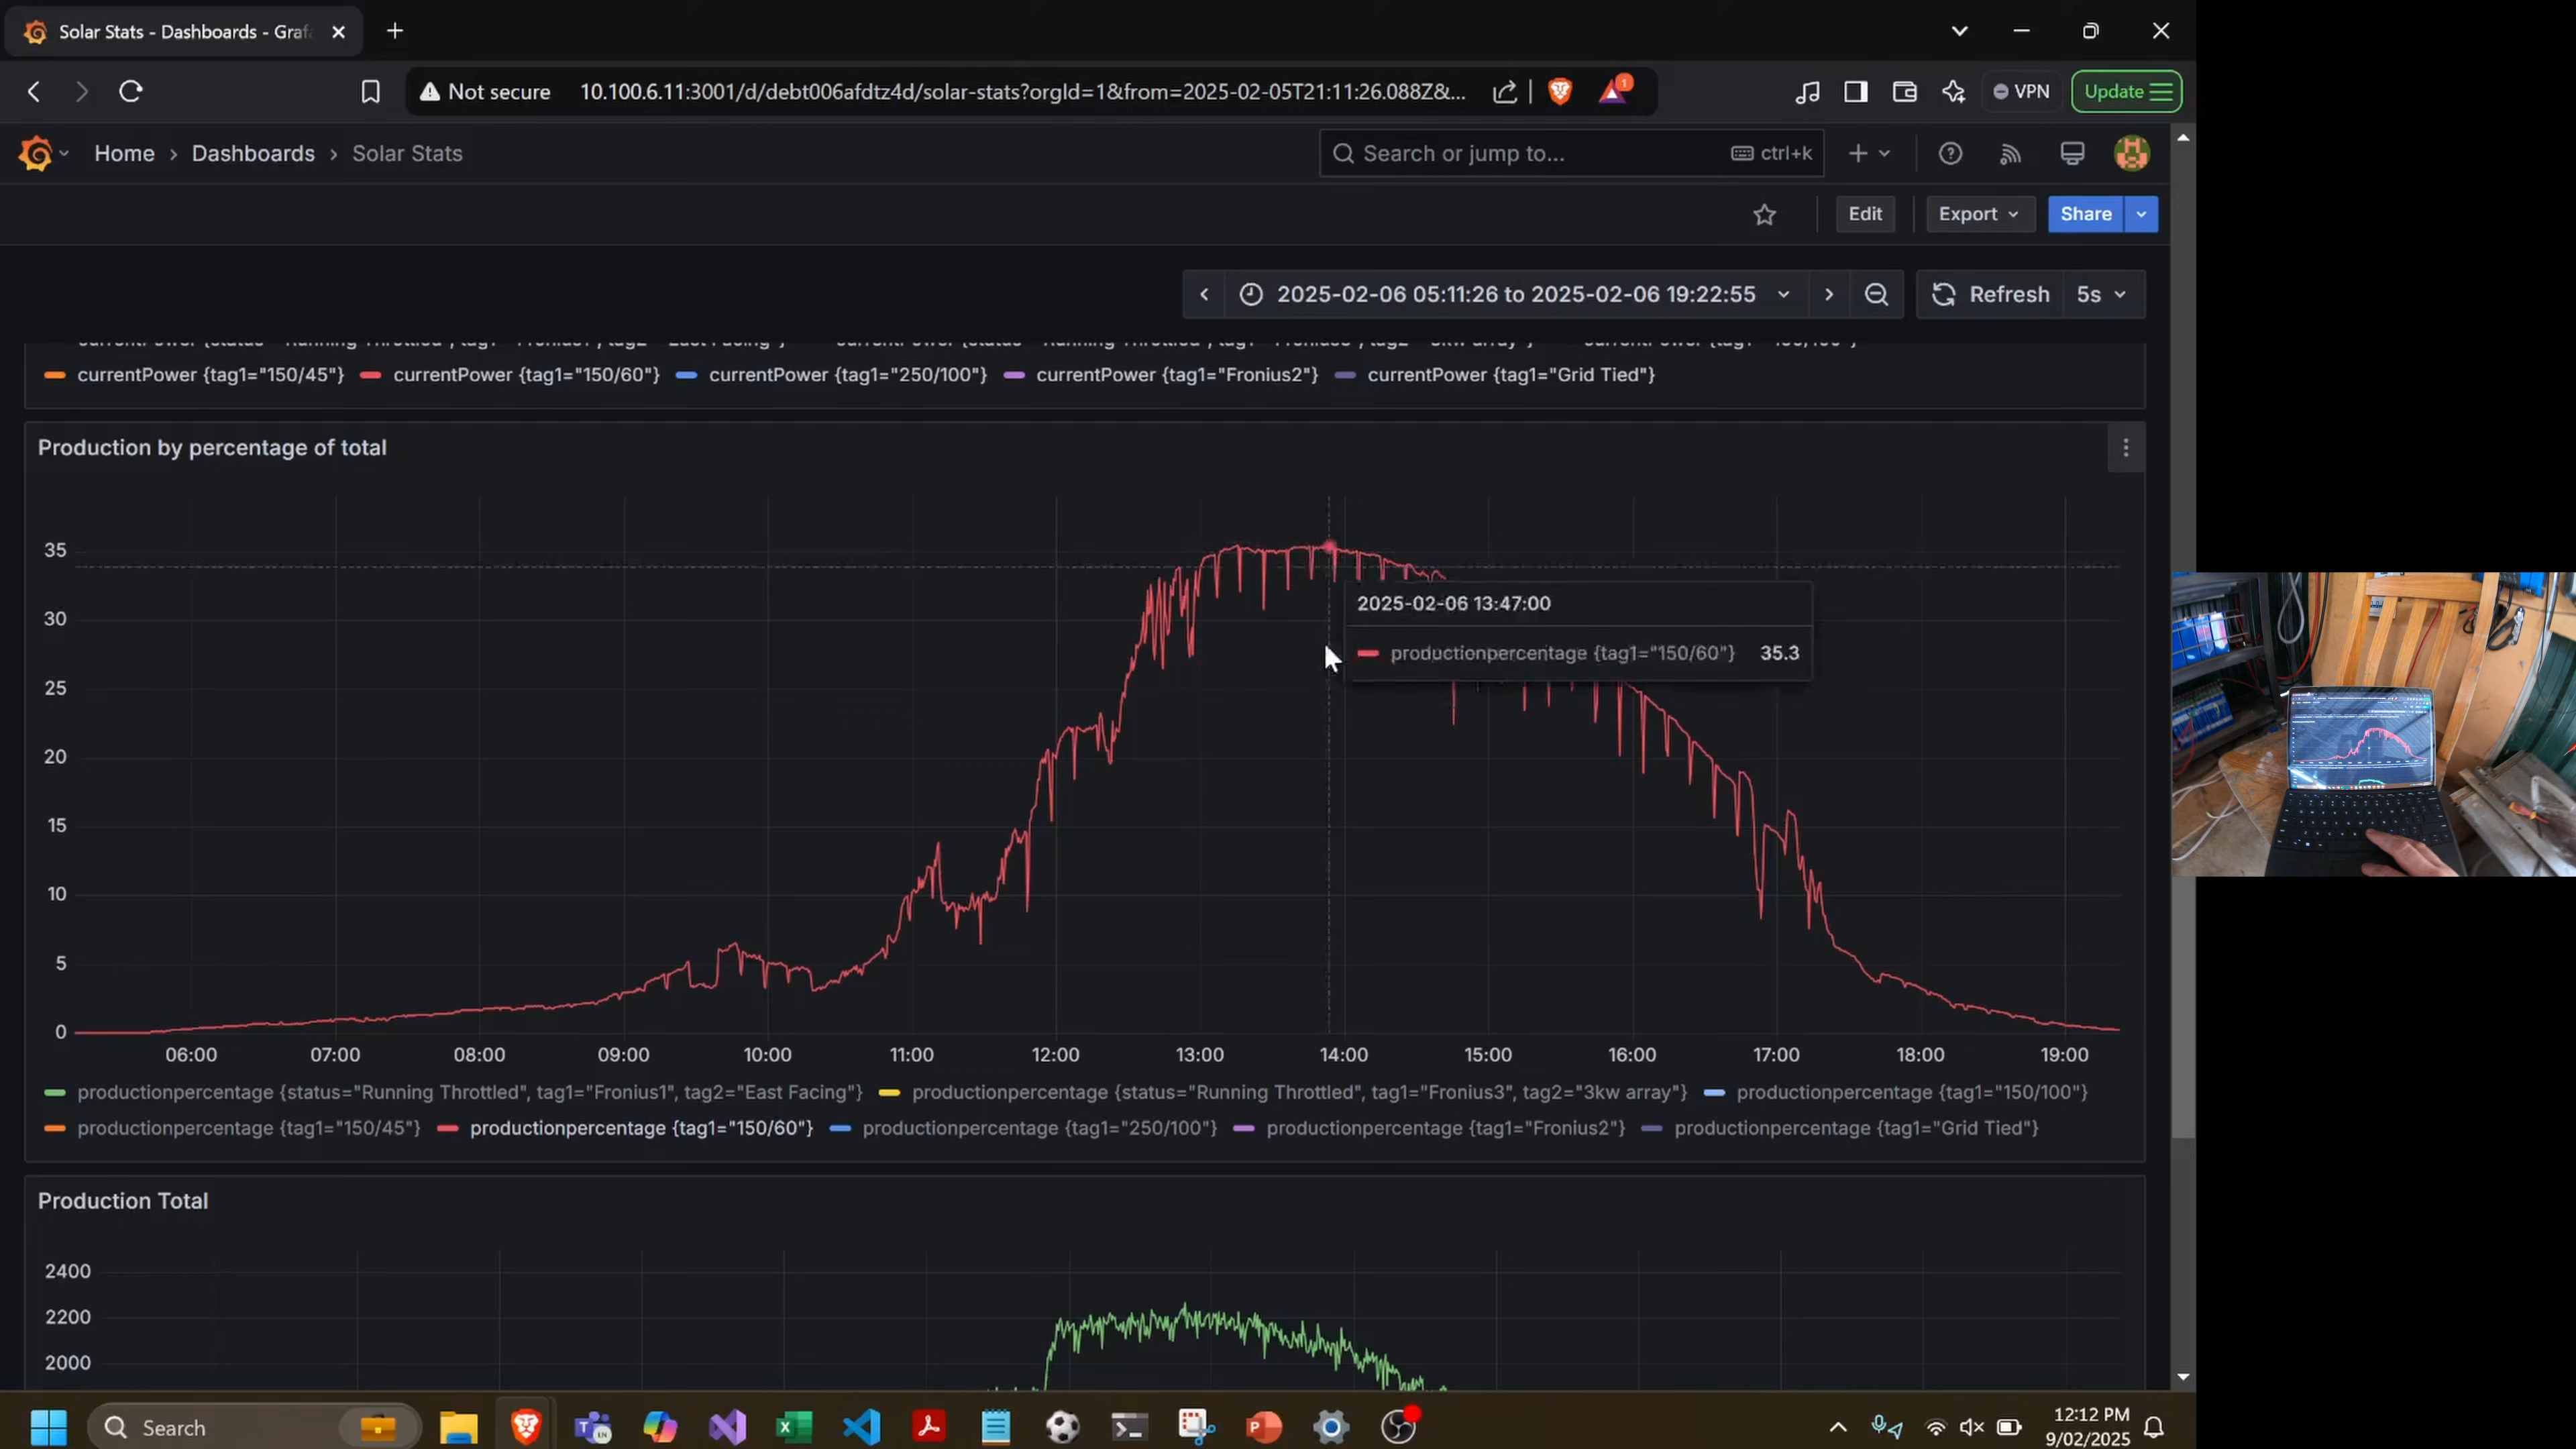 Solar Stats - Dashboards - Graf
Not secure 10.100.6.11:3001/d/debt006afdtz4d/solar-stats?orgId=1&from=2025-02-05T21:11:26.088Z&...
1
VPN
Update
Home › Dashboards › Solar Stats
Search or jump to...
ctrl+k
Edit
Export
Share
2025-02-06 05:11:26 to 2025-02-06 19:22:55
Refresh
5s
currentPower {tag1="150/45"} currentPower {tag1="150/60"} currentPower {tag1="250/100"} currentPower {tag1="Fronius2"} currentPower {tag1="Grid Tied"}
Production by percentage of total
35
30
25
20
15
10
5
0
2025-02-06 13:47:00
productionpercentage {tag1="150/60"} 35.3
06:00 07:00 08:00 09:00 10:00 11:00 12:00 13:00 14:00 15:00 16:00 17:00 18:00 19:00
productionpercentage {status="Running Throttled", tag1="Fronius1", tag2="East Facing"} productionpercentage {status="Running Throttled", tag1="Fronius3", tag2="3kw array"} productionpercentage {tag1="150/100"}
productionpercentage {tag1="150/45"} productionpercentage {tag1="150/60"} productionpercentage {tag1="250/100"} productionpercentage {tag1="Fronius2"} productionpercentage {tag1="Grid Tied"}
Production Total
2400
2200
2000
Search
12:12 PM
9/02/2025